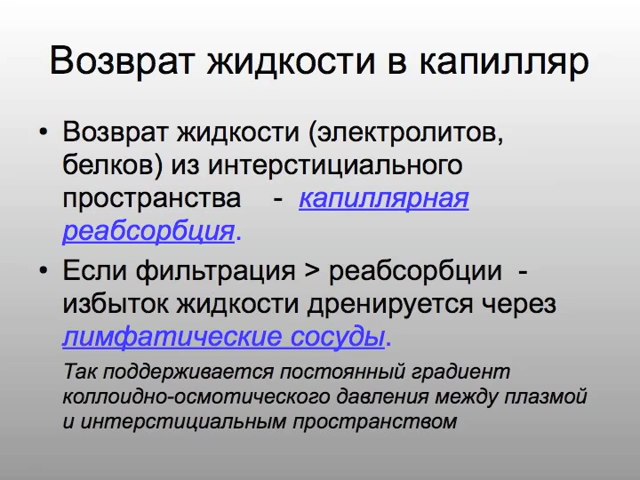 Возврат жидкости в капилляр
• Возврат жидкости (электролитов,
белков) из интерстициального
пространства - капиллярная
реабсорбция.
• Если фильтрация > реабсорбции -
избыток жидкости дренируется через
лимфатические сосуды.
Так поддерживается постоянный градиент
коллоидно-осмотического давления между плазмой
и интерстициальным пространством